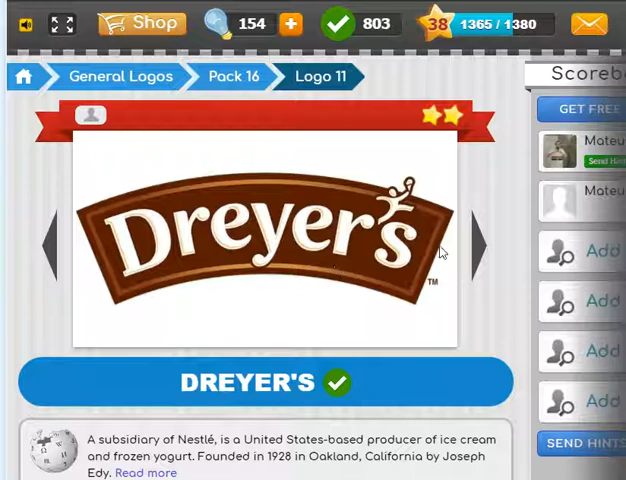 Shop
154
803
38
1365 / 1380
General Logos
Pack 16
Logo 11
Dreyer's
TM
DREYER'S
A subsidiary of Nestlé, is a United States-based producer of ice cream
and frozen yogurt. Founded in 1928 in Oakland, California by Joseph
Edy. Read more
Scoreb
GET FREE
Mateu
Send Hin
Mateu
Add
Add
Add
Add
SEND HINTS